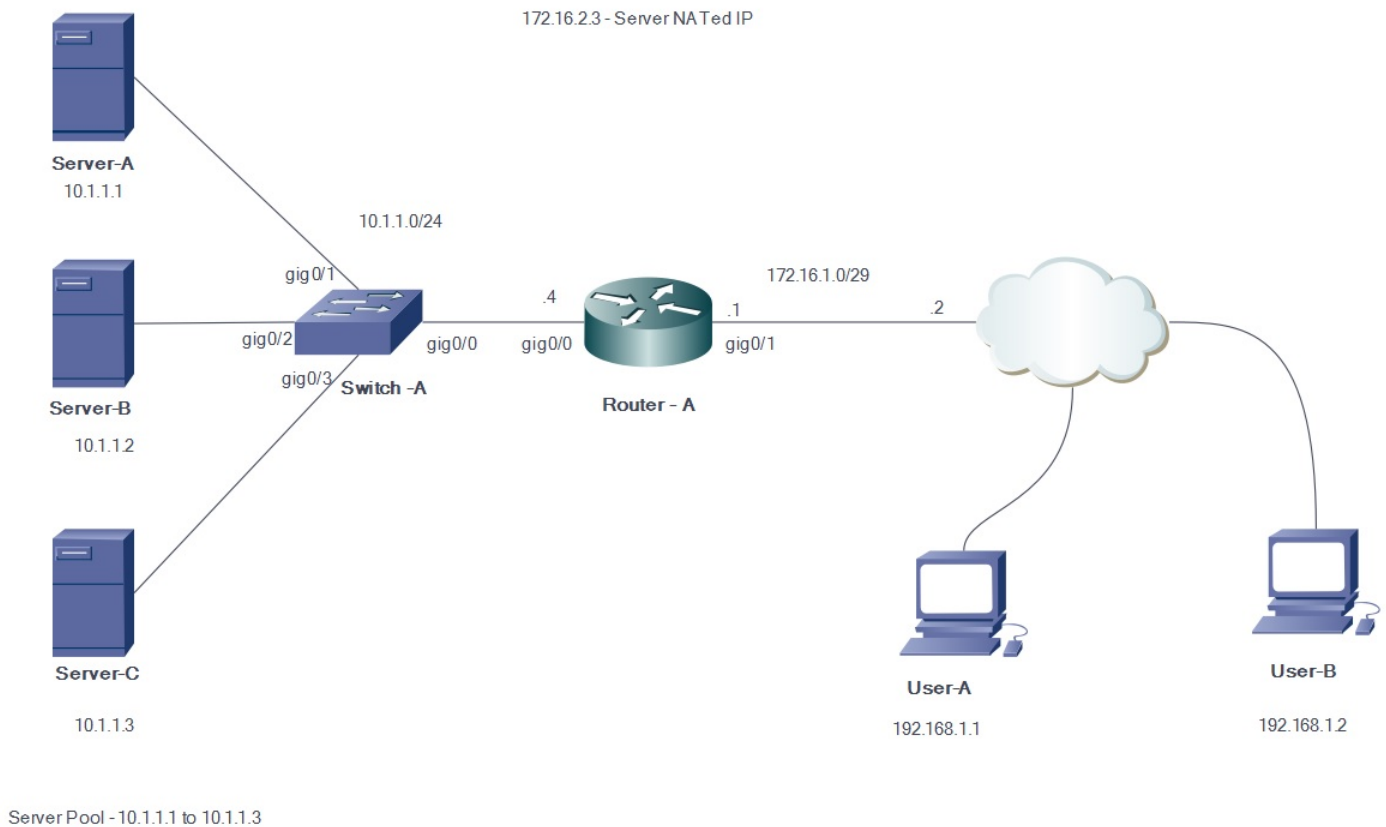 172.16.2.3 - Server NATed IP
Server-A
10.1.1.1
10.1.1.0/24
gig0/1
172.16.1.0/29
.4
.1
.2
gig0/2
gig0/0
gig0/0
gig0/1
gig0/3
Switch -A
Router - A
Server-B
10.1.1.2
Server-C
10.1.1.3
User-A
192.168.1.1
User-B
192.168.1.2
Server Pool - 10.1.1.1 to 10.1.1.3